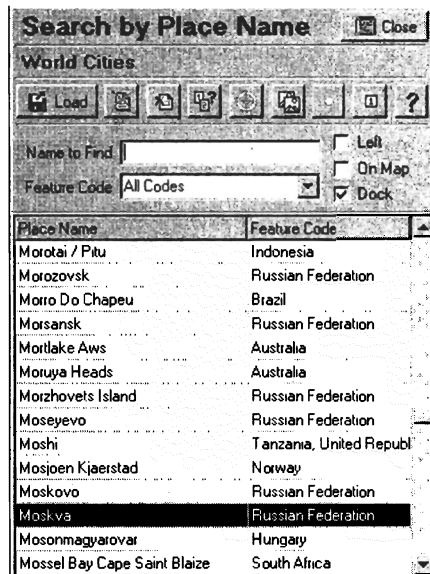 Search by Place Name Close
World Cities
Load ?
Name to Find Left
On Map
Feature Code All Codes Dock
Place Name Feature Code
Morotai / Pitu Indonesia
Morozovsk Russian Federation
Morro Do Chapeu Brazil
Morsansk Russian Federation
Mortlake Aws Australia
Moruya Heads Australia
Morzhovets Island Russian Federation
Moseyevo Russian Federation
Moshi Tanzania, United Republ
Mosjoen Kjaerstad Norway
Moskovo Russian Federation
Moskva Russian Federation
Mosonmagyarovar Hungary
Mossel Bay Cape Saint Blaize South Africa